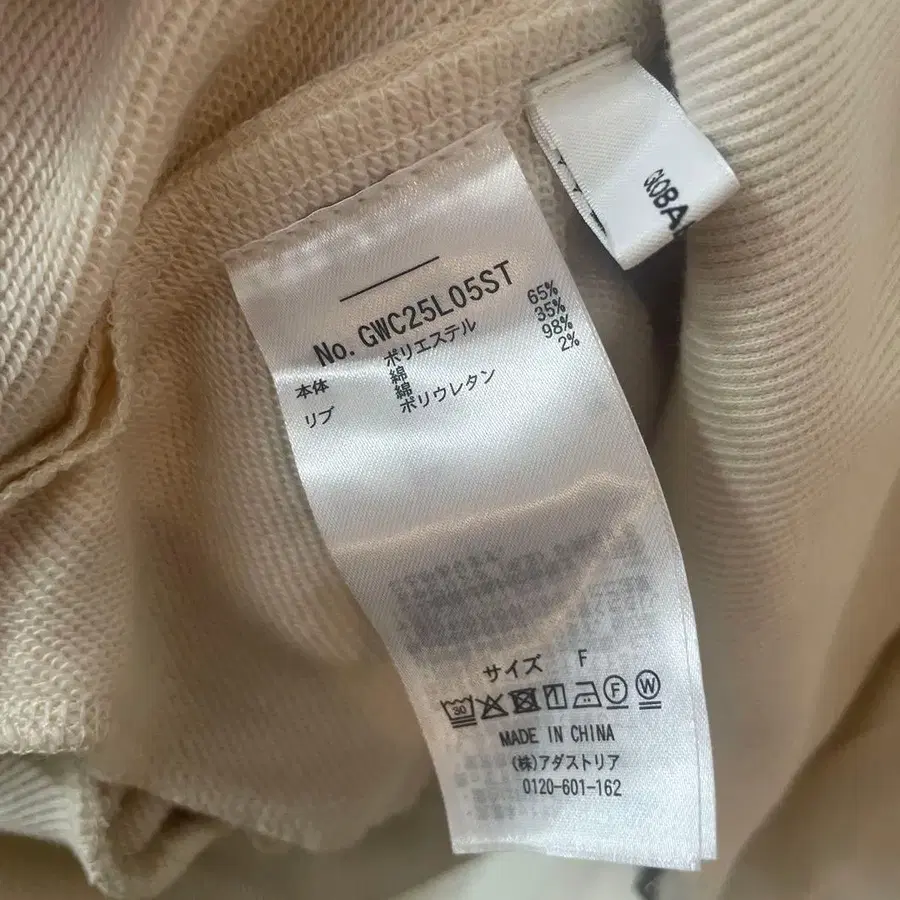 No. GWC25L05ST
本体 ポリエステル 65%
綿 35%
リブ 綿 98%
ポリウレタン 2%
サイズ F
30 F W
MADE IN CHINA
(株)アダストリア
0120-601-162